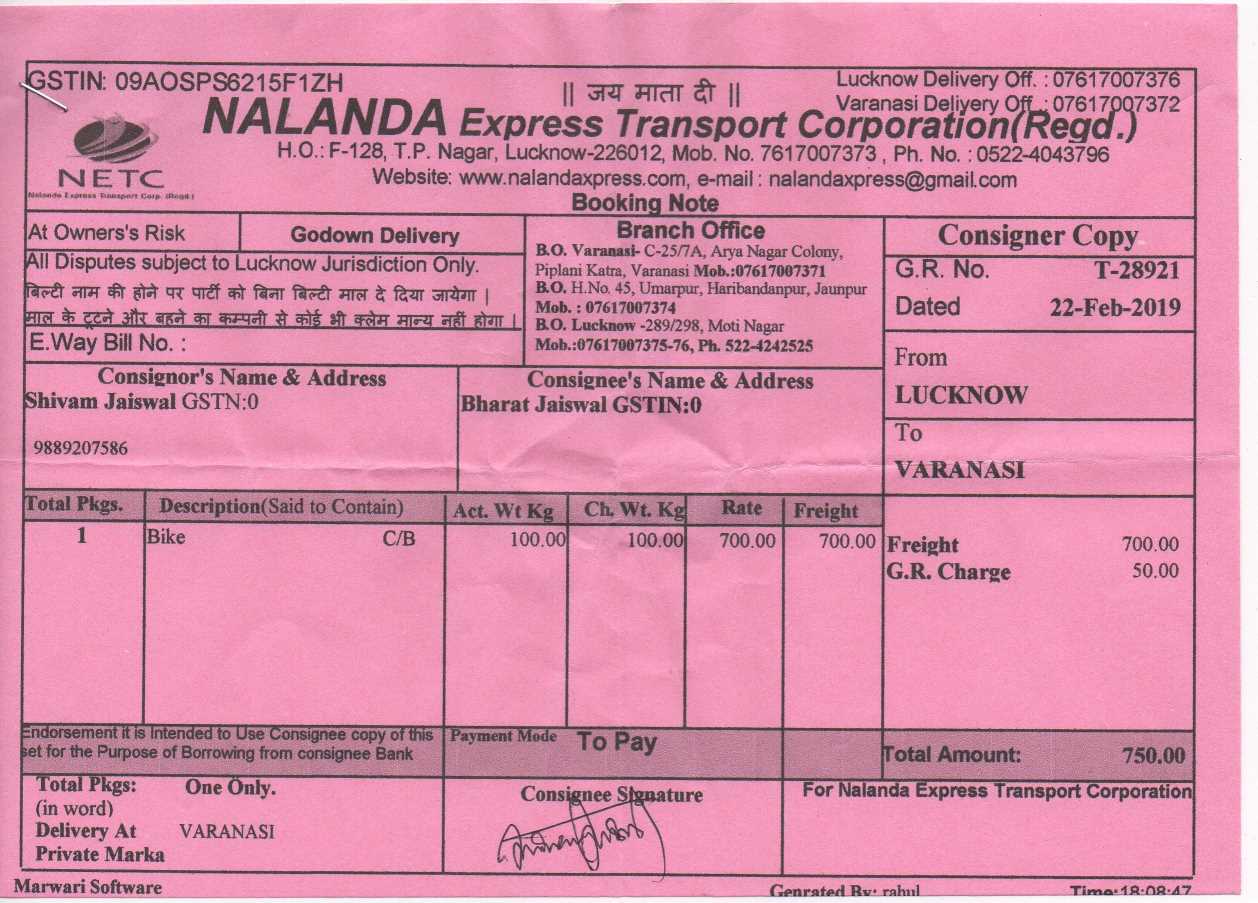 GSTIN: 09AOSPS6215F1ZH
|| जय माता दी ||
Lucknow Delivery Off. : 07617007376
Varanasi Delivery Off. : 07617007372
NALANDA Express Transport Corporation(Regd.)
H.O.: F-128, T.P. Nagar, Lucknow-226012, Mob. No. 7617007373 , Ph. No. : 0522-4043796
Website: www.nalandaxpress.com, e-mail : nalandaxpress@gmail.com
NETC
Nalanda Express Transport Corp. (Regd.)
Booking Note
At Owners's Risk
Godown Delivery
All Disputes subject to Lucknow Jurisdiction Only.
बिल्टी नाम की होने पर पार्टी को बिना बिल्टी माल दे दिया जायेगा |
माल के टूटने और बहने का कम्पनी से कोई भी क्लेम मान्य नहीं होगा |
E.Way Bill No. :
Branch Office
B.O. Varanasi- C-25/7A, Arya Nagar Colony,
Piplani Katra, Varanasi Mob.:07617007371
B.O. H.No. 45, Umarpur, Haribandanpur, Jaunpur
Mob. : 07617007374
B.O. Lucknow -289/298, Moti Nagar
Mob.:07617007375-76, Ph. 522-4242525
Consigner Copy
G.R. No. T-28921
Dated 22-Feb-2019
From
LUCKNOW
To
VARANASI
Consignor's Name & Address
Shivam Jaiswal GSTN:0
9889207586
Consignee's Name & Address
Bharat Jaiswal GSTIN:0
Total Pkgs. Description(Said to Contain) Act. Wt Kg Ch. Wt. Kg Rate Freight
1 Bike C/B 100.00 100.00 700.00 700.00
Freight 700.00
G.R. Charge 50.00
Endorsement it is Intended to Use Consignee copy of this
set for the Purpose of Borrowing from consignee Bank
Payment Mode To Pay
Total Amount: 750.00
Total Pkgs: One Only.
(in word)
Delivery At VARANASI
Private Marka
Consignee Signature
For Nalanda Express Transport Corporation
Marwari Software
Genrated By: rahul
Time:18:08:47